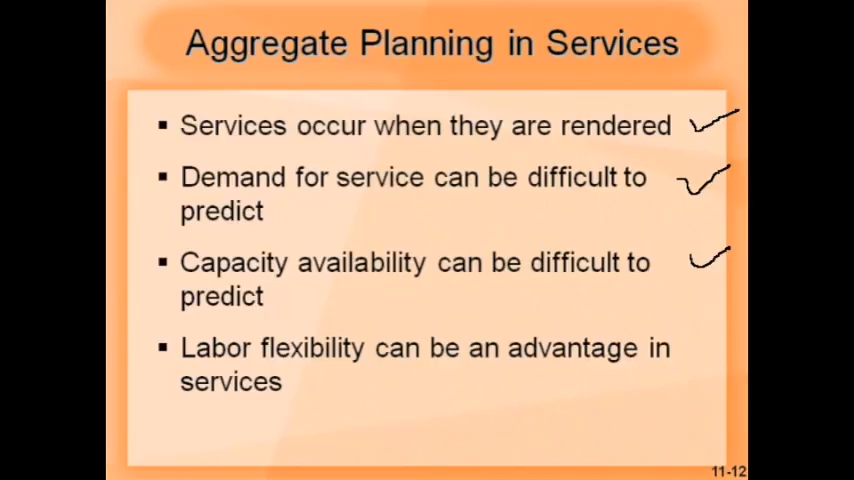 Aggregate Planning in Services
▪ Services occur when they are rendered
▪ Demand for service can be difficult to
predict
▪ Capacity availability can be difficult to
predict
▪ Labor flexibility can be an advantage in
services
11-12